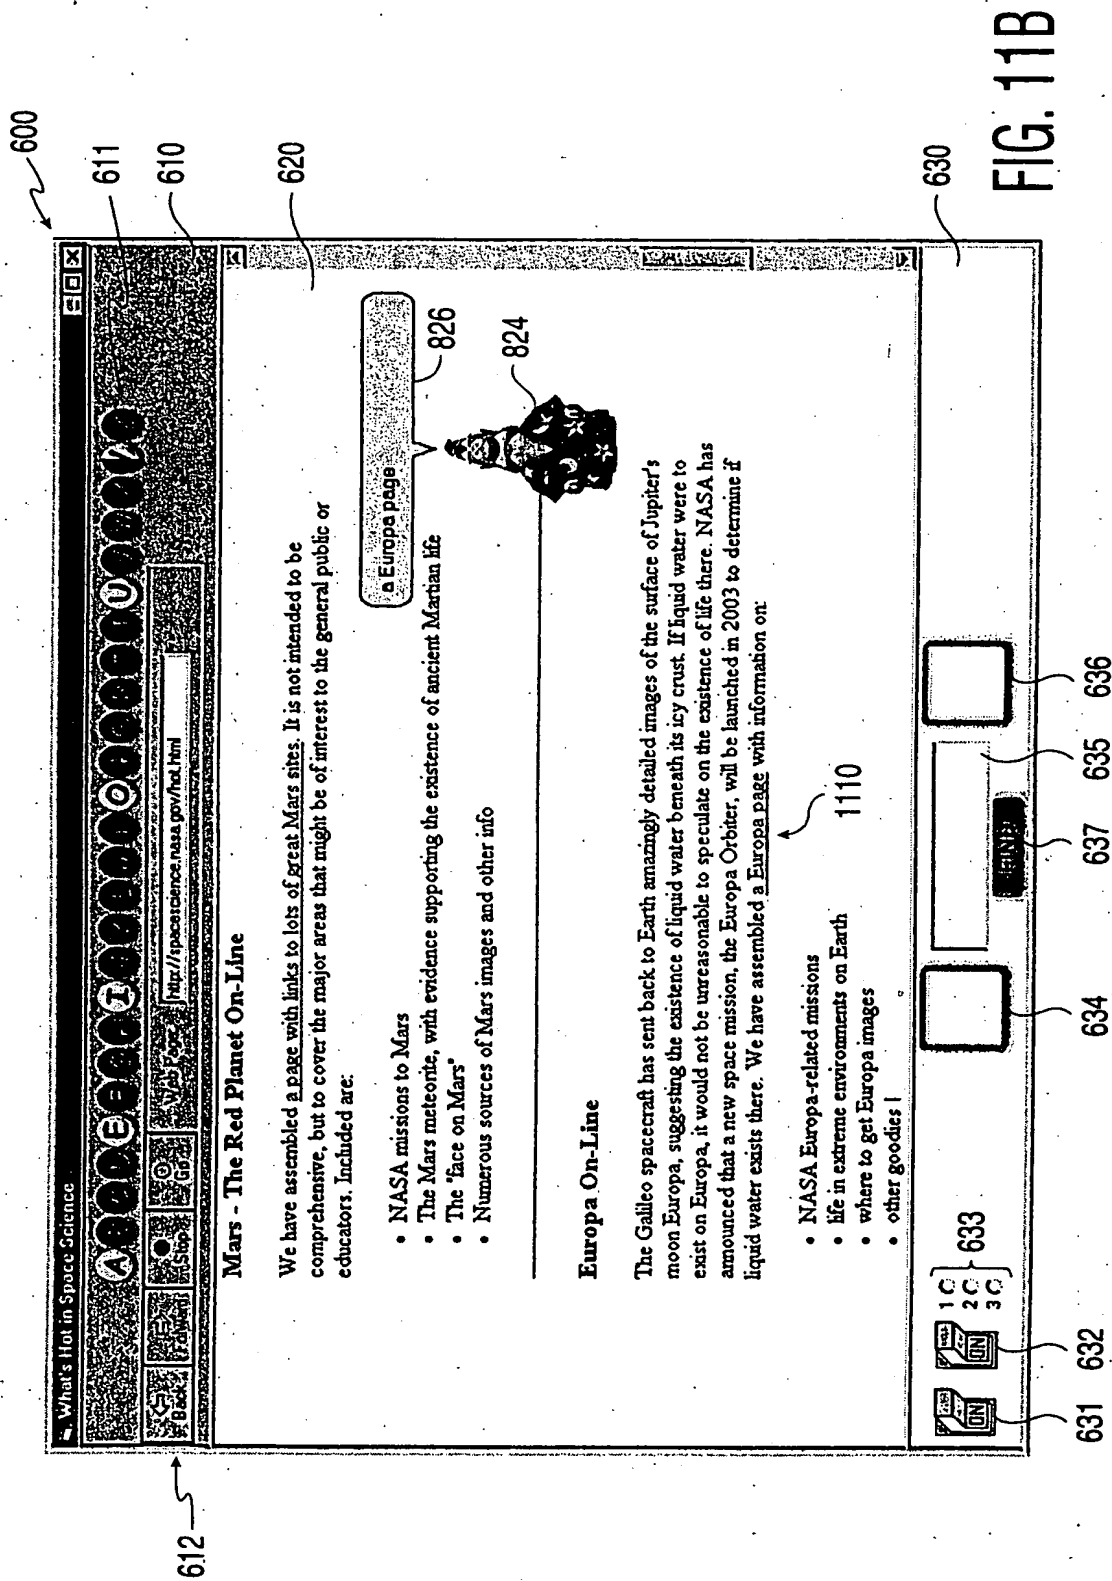 600
What's Hot in Space Science
611
A E I O U
610
612
Back
Forward
Stop
Go
Web Page:
http://spacescience.nasa.gov/hot.html
Mars - The Red Planet On-Line
620
We have assembled a page with links to lots of great Mars sites. It is not intended to be
comprehensive, but to cover the major areas that might be of interest to the general public or
educators. Included are:
a Europa page
826
• NASA missions to Mars
• The Mars meteorite, with evidence supporting the existence of ancient Martian life
• The "face on Mars"
• Numerous sources of Mars images and other info
824
Europa On-Line
The Galileo spacecraft has sent back to Earth amazingly detailed images of the surface of Jupiter's
moon Europa, suggesting the existence of liquid water beneath its icy crust. If liquid water were to
exist on Europa, it would not be unreasonable to speculate on the existence of life there. NASA has
announced that a new space mission, the Europa Orbiter, will be launched in 2003 to determine if
liquid water exists there. We have assembled a Europa page with information on:
1110
• NASA Europa-related missions
• life in extreme environments on Earth
• where to get Europa images
• other goodies
630
ON
ON
1
2
3
633
631
632
634
637
635
636
FIG. 11B